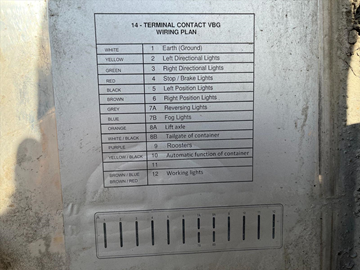 14 - TERMINAL CONTACT VBG
WIRING PLAN
WHITE 1 Earth (Ground)
YELLOW 2 Left Directional Lights
GREEN 3 Right Directional Lights
RED 4 Stop / Brake Lights
BLACK 5 Left Position Lights
BROWN 6 Right Position Lights
GREY 7A Reversing Lights
BLUE 7B Fog Lights
ORANGE 8A Lift axle
WHITE / BLACK 8B Tailgate of container
PURPLE 9 Roosters
YELLOW / BLACK 10 Automatic function of container
11
BROWN / BLUE 12 Working lights
BROWN / RED